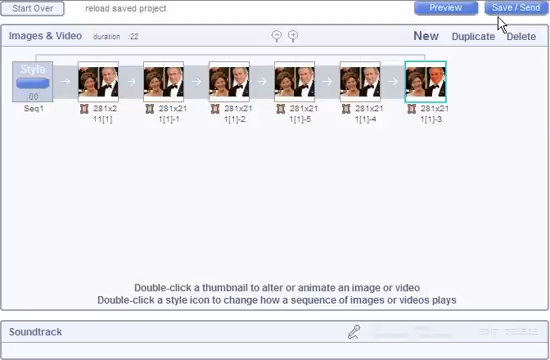 Start Over
reload saved project
Preview
Save / Send
Images & Video duration :22
New Duplicate Delete
Style
:00
Seq1
281x2
11[1]
281x21
1[1]-1
281x21
1[1]-2
281x21
1[1]-5
281x21
1[1]-4
281x21
1[1]-3
Double-click a thumbnail to alter or animate an image or video
Double-click a style icon to change how a sequence of images or videos plays
Soundtrack
EDIT DELETE